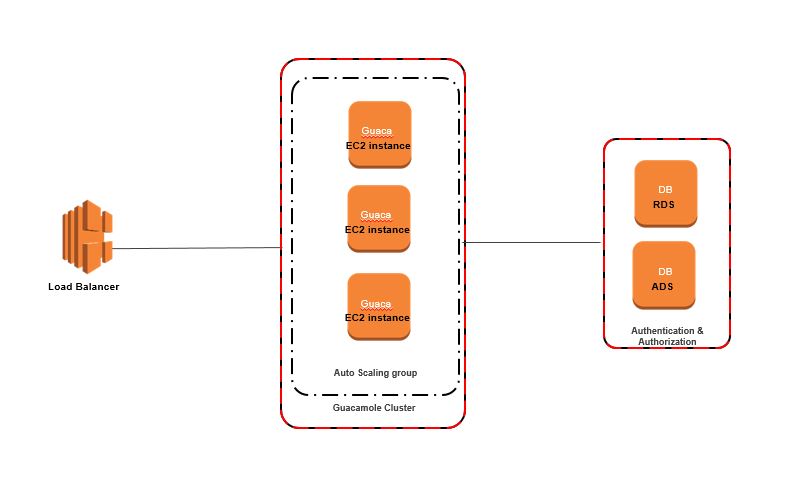 Load Balancer
Guaca
EC2 instance
Guaca
EC2 instance
Guaca
EC2 instance
Auto Scaling group
Guacamole Cluster
DB
RDS
DB
ADS
Authentication &
Authorization